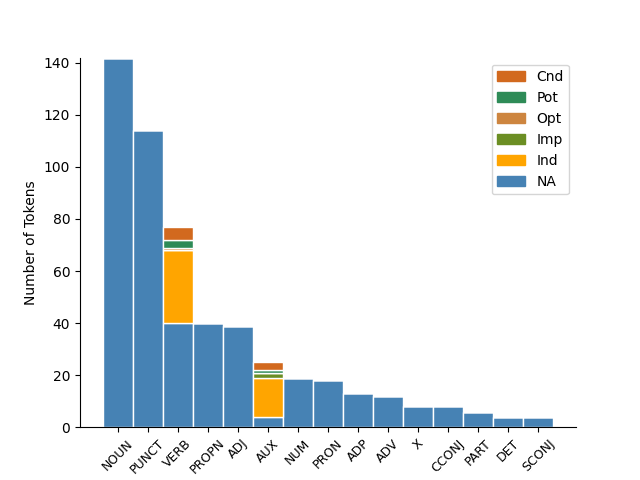 140
120
100
80
60
40
20
0
Number of Tokens
Cnd
Pot
Opt
Imp
Ind
NA
NOUN
PUNCT
VERB
PROPN
ADJ
AUX
NUM
PRON
ADP
ADV
X
CCONJ
PART
DET
SCONJ